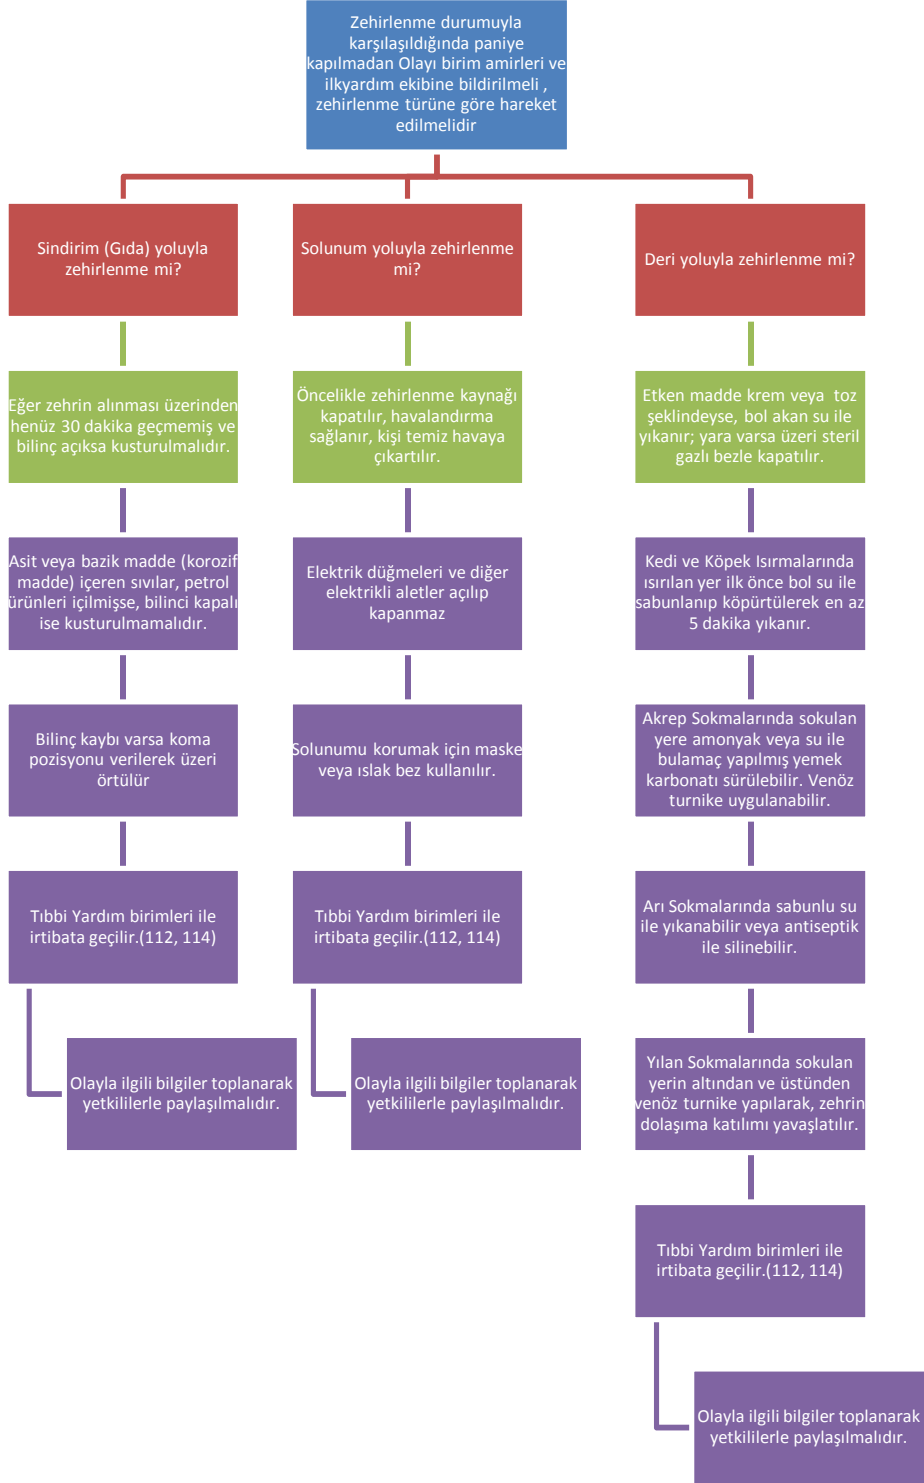 Zehirlenme durumuyla
karşılaşıldığında paniye
kapılmadan Olayı birim amirleri ve
ilkyardım ekibine bildirilmeli ,
zehirlenme türüne göre hareket
edilmelidir
Sindirim (Gıda) yoluyla
zehirlenme mi?
Eğer zehrin alınması üzerinden
henüz 30 dakika geçmemiş ve
bilinç açıksa kusturulmalıdır.
Asit veya bazik madde (korozif
madde) içeren sıvılar, petrol
ürünleri içilmişse, bilinci kapalı
ise kusturulmamalıdır.
Bilinç kaybı varsa koma
pozisyonu verilerek üzeri
örtülür
Tıbbi Yardım birimleri ile
irtibata geçilir.(112, 114)
Olayla ilgili bilgiler toplanarak
yetkililerle paylaşılmalıdır.
Solunum yoluyla zehirlenme
mi?
Öncelikle zehirlenme kaynağı
kapatılır, havalandırma
sağlanır, kişi temiz havaya
çıkartılır.
Elektrik düğmeleri ve diğer
elektrikli aletler açılıp
kapanmaz
Solunumu korumak için maske
veya ıslak bez kullanılır.
Tıbbi Yardım birimleri ile
irtibata geçilir.(112, 114)
Olayla ilgili bilgiler toplanarak
yetkililerle paylaşılmalıdır.
Deri yoluyla zehirlenme mi?
Etken madde krem veya  toz
şeklindeyse, bol akan su ile
yıkanır; yara varsa üzeri steril
gazlı bezle kapatılır.
Kedi ve Köpek Isırmalarında
ısırılan yer ilk önce bol su ile
sabunlanıp köpürtülerek en az
5 dakika yıkanır.
Akrep Sokmalarında sokulan
yere amonyak veya su ile
bulamaç yapılmış yemek
karbonatı sürülebilir. Venöz
turnike uygulanabilir.
Arı Sokmalarında sabunlu su
ile yıkanabilir veya antiseptik
ile silinebilir.
Yılan Sokmalarında sokulan
yerin altından ve üstünden
venöz turnike yapılarak, zehrin
dolaşıma katılımı yavaşlatılır.
Tıbbi Yardım birimleri ile
irtibata geçilir.(112, 114)
Olayla ilgili bilgiler toplanarak
yetkililerle paylaşılmalıdır.